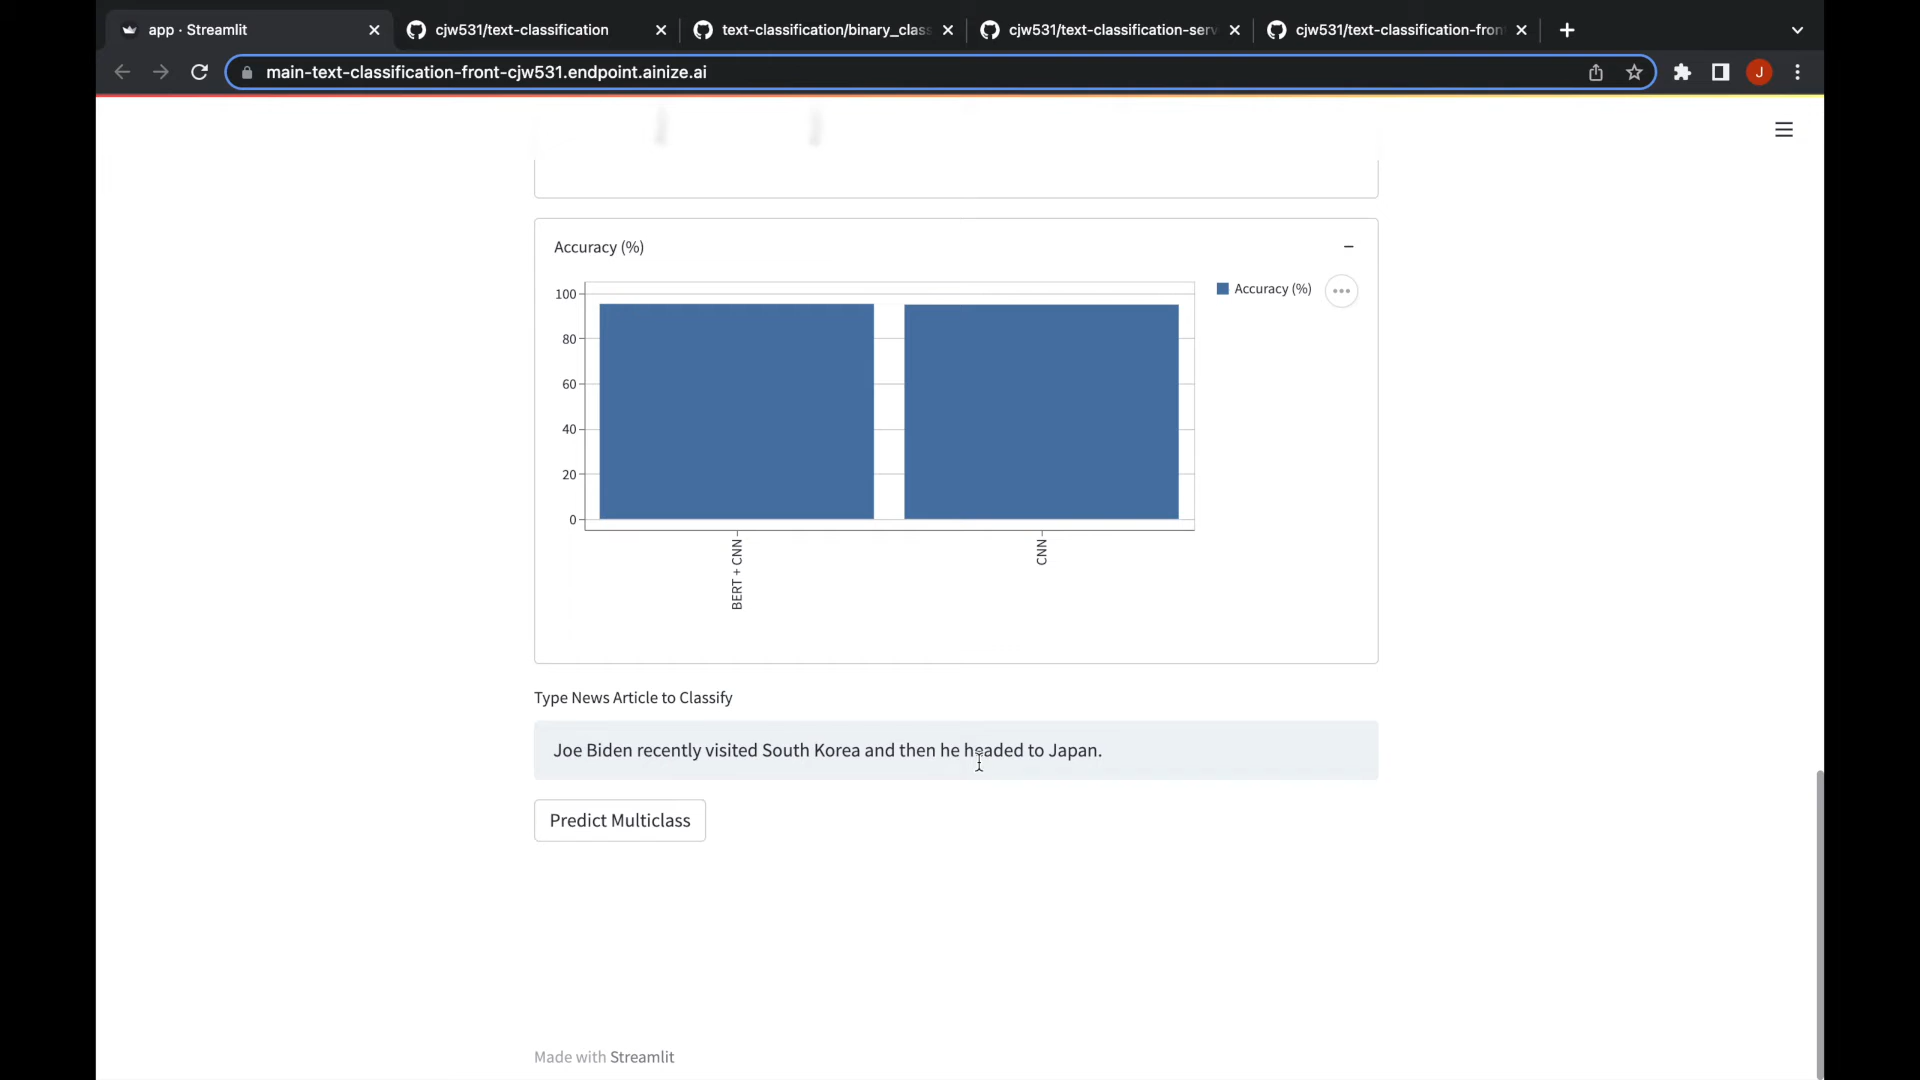 app · Streamlit
cjw531/text-classification
text-classification/binary_class
cjw531/text-classification-serv
cjw531/text-classification-front
main-text-classification-front-cjw531.endpoint.ainize.ai
J
Accuracy (%)
Accuracy (%)
100
80
60
40
20
0
BERT + CNN
CNN
Type News Article to Classify
Joe Biden recently visited South Korea and then he headed to Japan.
Predict Multiclass
Made with Streamlit